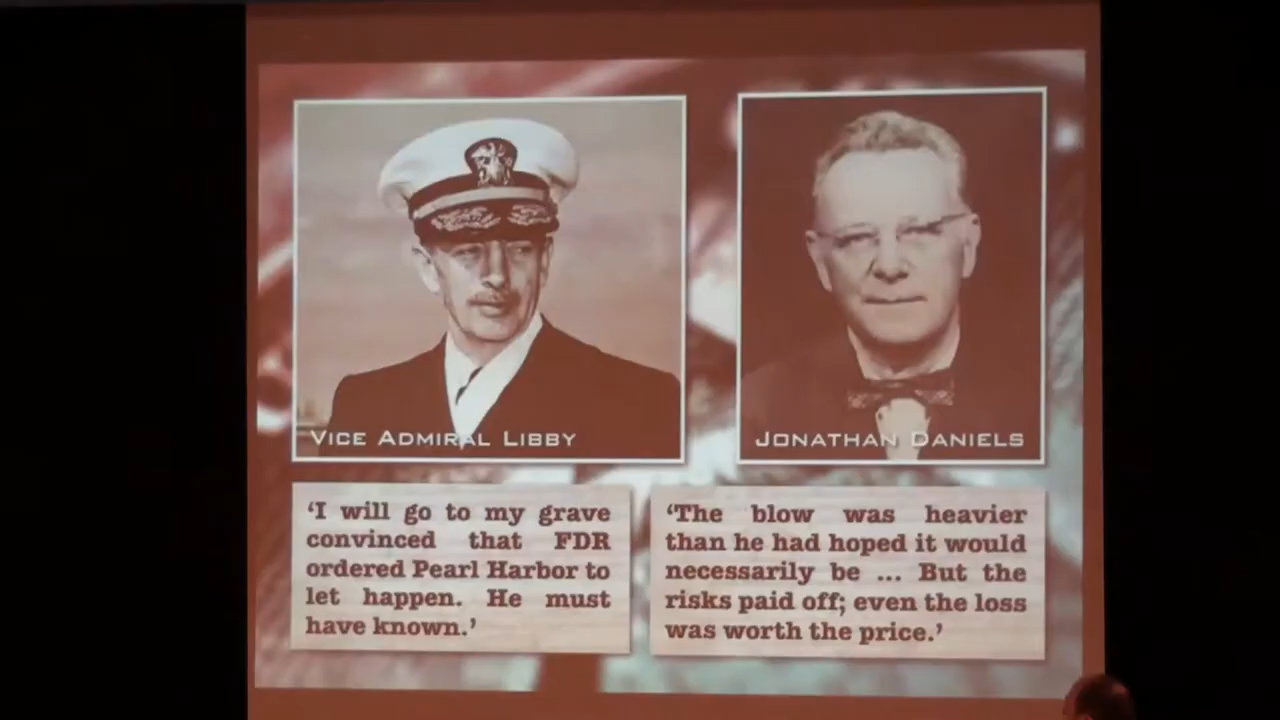 VICE ADMIRAL LIBBY
JONATHAN DANIELS
‘I will go to my grave
convinced that FDR
ordered Pearl Harbor to
let happen. He must
have known.’
‘The blow was heavier
than he had hoped it would
necessarily be ... But the
risks paid off; even the loss
was worth the price.’